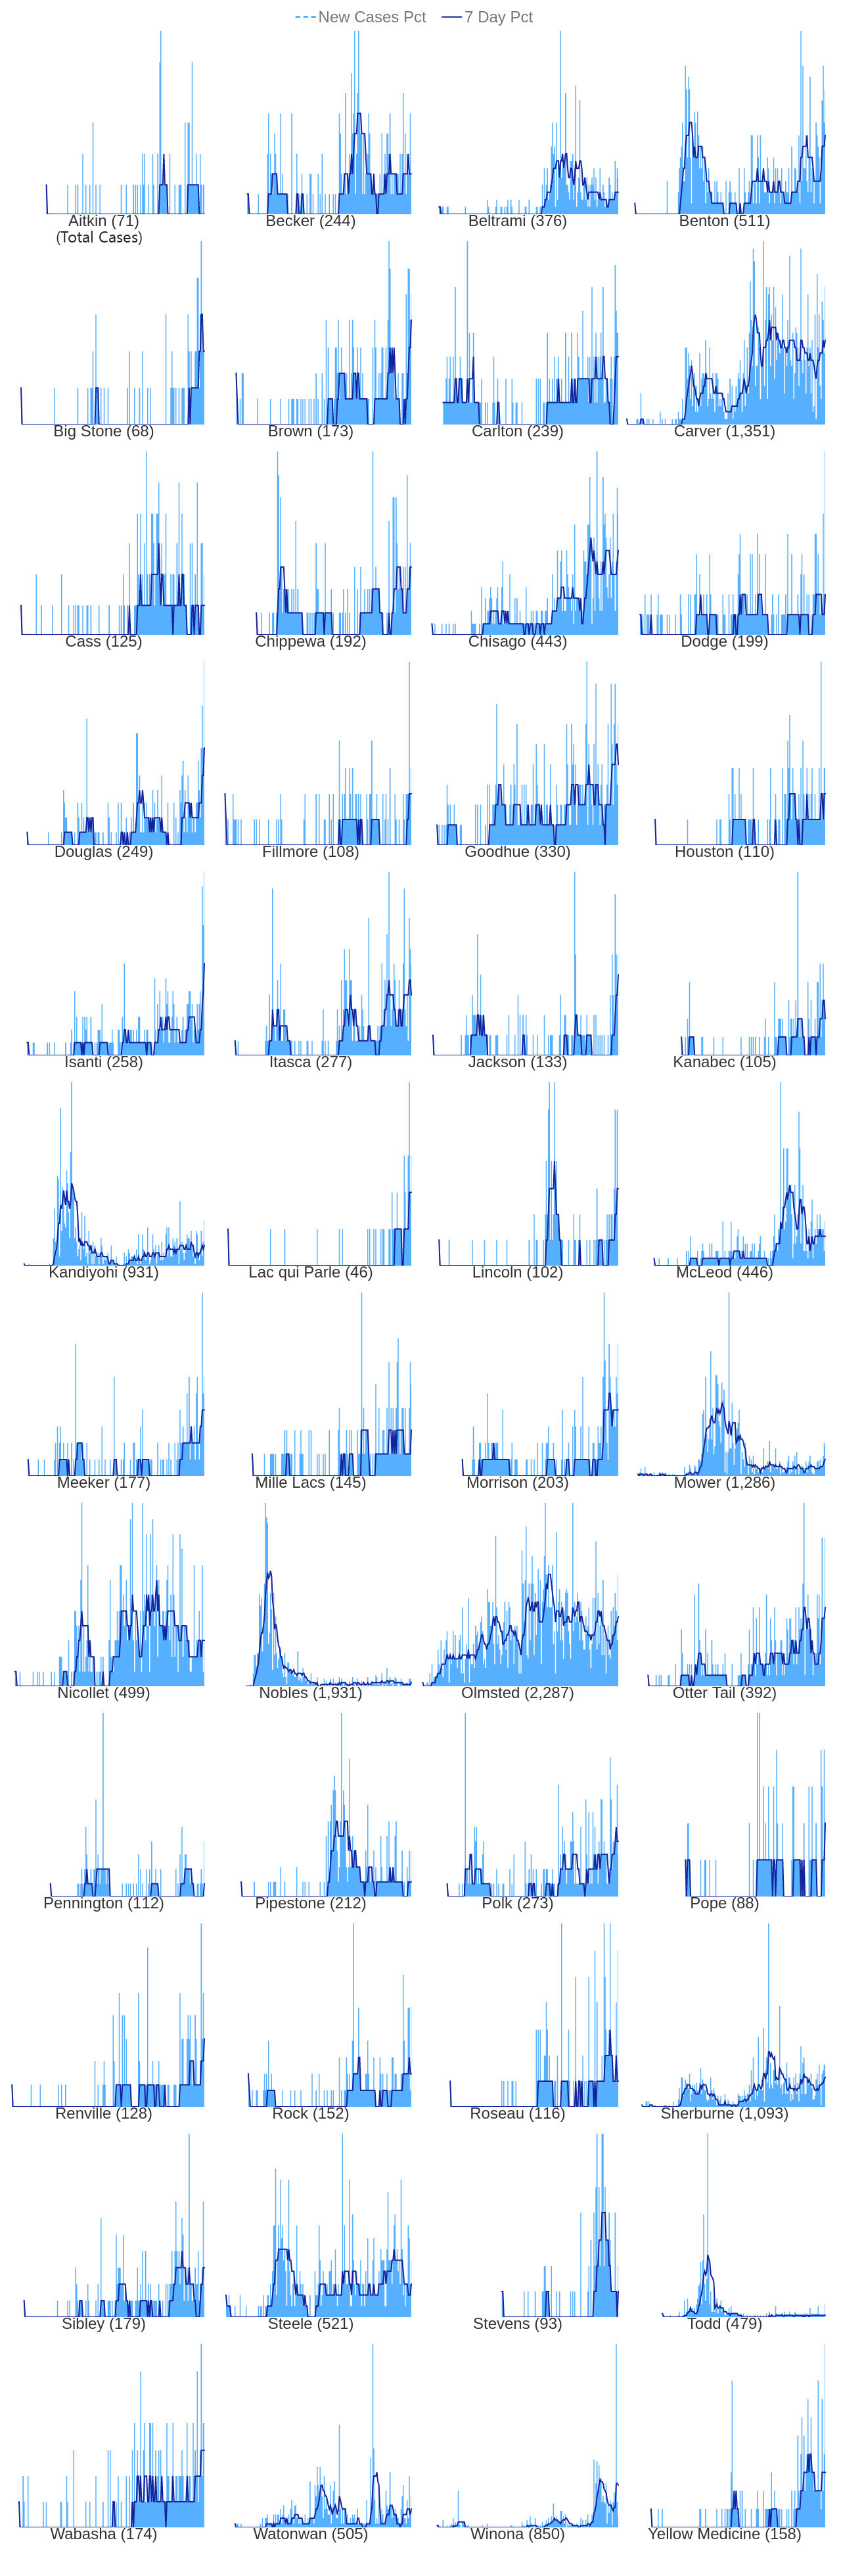 New Cases Pct 7 Day Pct
Aitkin (71) Becker (244) Beltrami (376) Benton (511)
(Total Cases)
Big Stone (68) Brown (173) Carlton (239) Carver (1,351)
Cass (125) Chippewa (192) Chisago (443) Dodge (199)
Douglas (249) Fillmore (108) Goodhue (330) Houston (110)
Isanti (258) Itasca (277) Jackson (133) Kanabec (105)
Kandiyohi (931) Lac qui Parle (46) Lincoln (102) McLeod (446)
Meeker (177) Mille Lacs (145) Morrison (203) Mower (1,286)
Nicollet (499) Nobles (1,931) Olmsted (2,287) Otter Tail (392)
Pennington (112) Pipestone (212) Polk (273) Pope (88)
Renville (128) Rock (152) Roseau (116) Sherburne (1,093)
Sibley (179) Steele (521) Stevens (93) Todd (479)
Wabasha (174) Watonwan (505) Winona (850) Yellow Medicine (158)